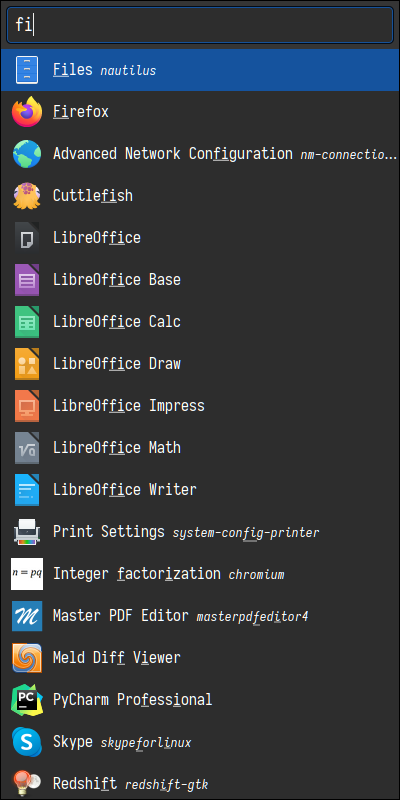 fi
Files nautilus
Firefox
Advanced Network Configuration nm-connectio...
Cuttlefish
LibreOffice
LibreOffice Base
LibreOffice Calc
LibreOffice Draw
LibreOffice Impress
√α LibreOffice Math
LibreOffice Writer
Print Settings system-config-printer
n = pq Integer factorization chromium
M Master PDF Editor masterpdfeditor4
Meld Diff Viewer
PC PyCharm Professional
S Skype skypeforlinux
Redshift redshift-gtk